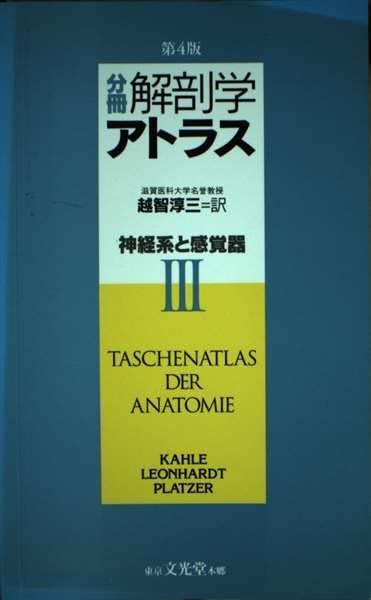 第4版
分冊 解剖学
アトラス
滋賀医科大学名誉教授
越智淳三=訳
神経系と感覚器
III
TASCHENATLAS
DER
ANATOMIE
KAHLE
LEONHARDT
PLATZER
東京 文光堂 本郷